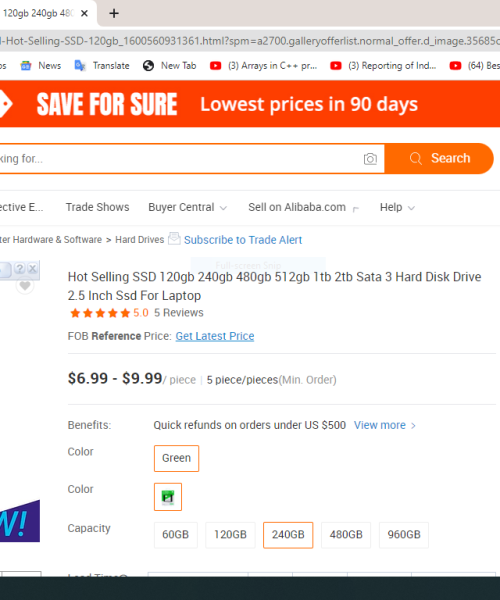 120gb 240gb 48
-Hot-Selling-SSD-120gb_1600560931361.html?spm=a2700.galleryofferlist.normal_offer.d_image.35685c
News
Translate
New Tab
(3) Arrays in C++ pr...
(3) Reporting of Ind...
(64) Bes
SAVE FOR SURE
Lowest prices in 90 days
king for...
Search
ective E...
Trade Shows
Buyer Central
Sell on Alibaba.com
Help
ter Hardware & Software > Hard Drives
Subscribe to Trade Alert
Hot Selling SSD 120gb 240gb 480gb 512gb 1tb 2tb Sata 3 Hard Disk Drive
2.5 Inch Ssd For Laptop
5.0 5 Reviews
FOB Reference Price: Get Latest Price
$6.99 - $9.99/ piece | 5 piece/pieces(Min. Order)
Benefits: Quick refunds on orders under US $500 View more >
Color
Green
Color
Capacity
60GB 120GB 240GB 480GB 960GB
W!